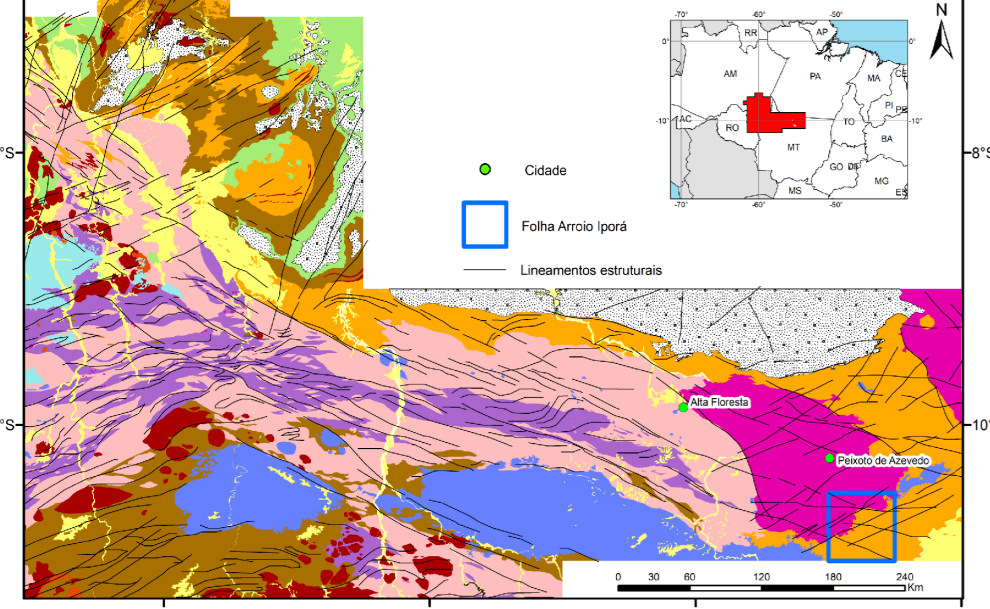 N
-70° -60° -50°
0° 0°
RR AP
AM PA MA CE
PI PE
-10° AC RO TO -10°
BA
MT
GO DF
MG
MS ES
-70° -60° -50°
°S 8°S
Cidade
Folha Arroio Iporá
Lineamentos estruturais
Alta Floresta
°S 10°
Peixoto de Azevedo
0 30 60 120 180 240
Km